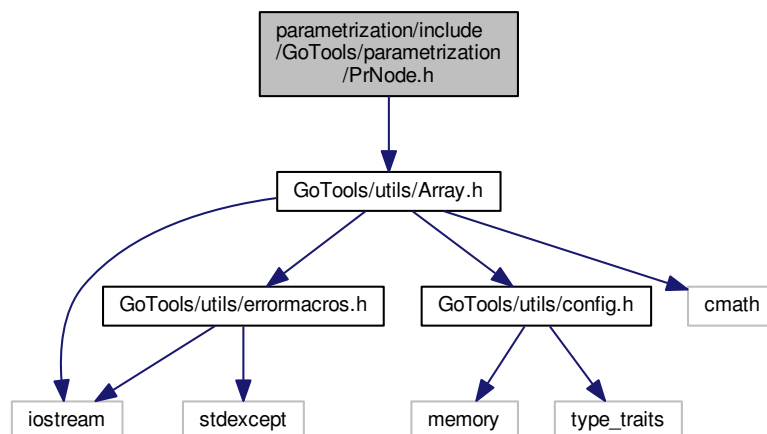 parametrization/include
/GoTools/parametrization
/PrNode.h
GoTools/utils/Array.h
GoTools/utils/errormacros.h
GoTools/utils/config.h
cmath
iostream
stdexcept
memory
type_traits